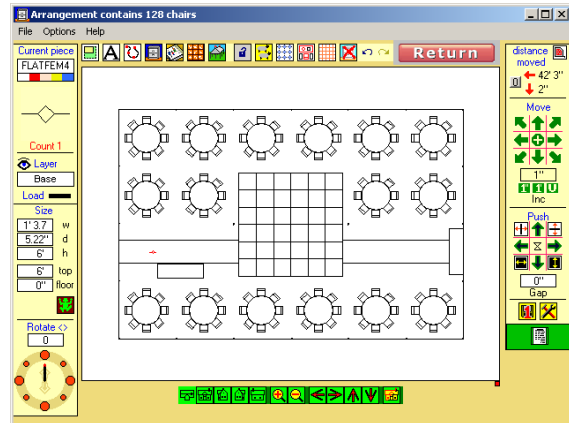 Arrangement contains 128 chairs
File Options Help
Current piece
FLATFEM4
Count 1
Layer
Base
Load
Size
1' 3.7 w
5.22" d
6' h
6' top
0" floor
Rotate <>
0
A
Return
distance
moved
0
42' 3"
2"
Move
1"
Inc
Push
0"
Gap